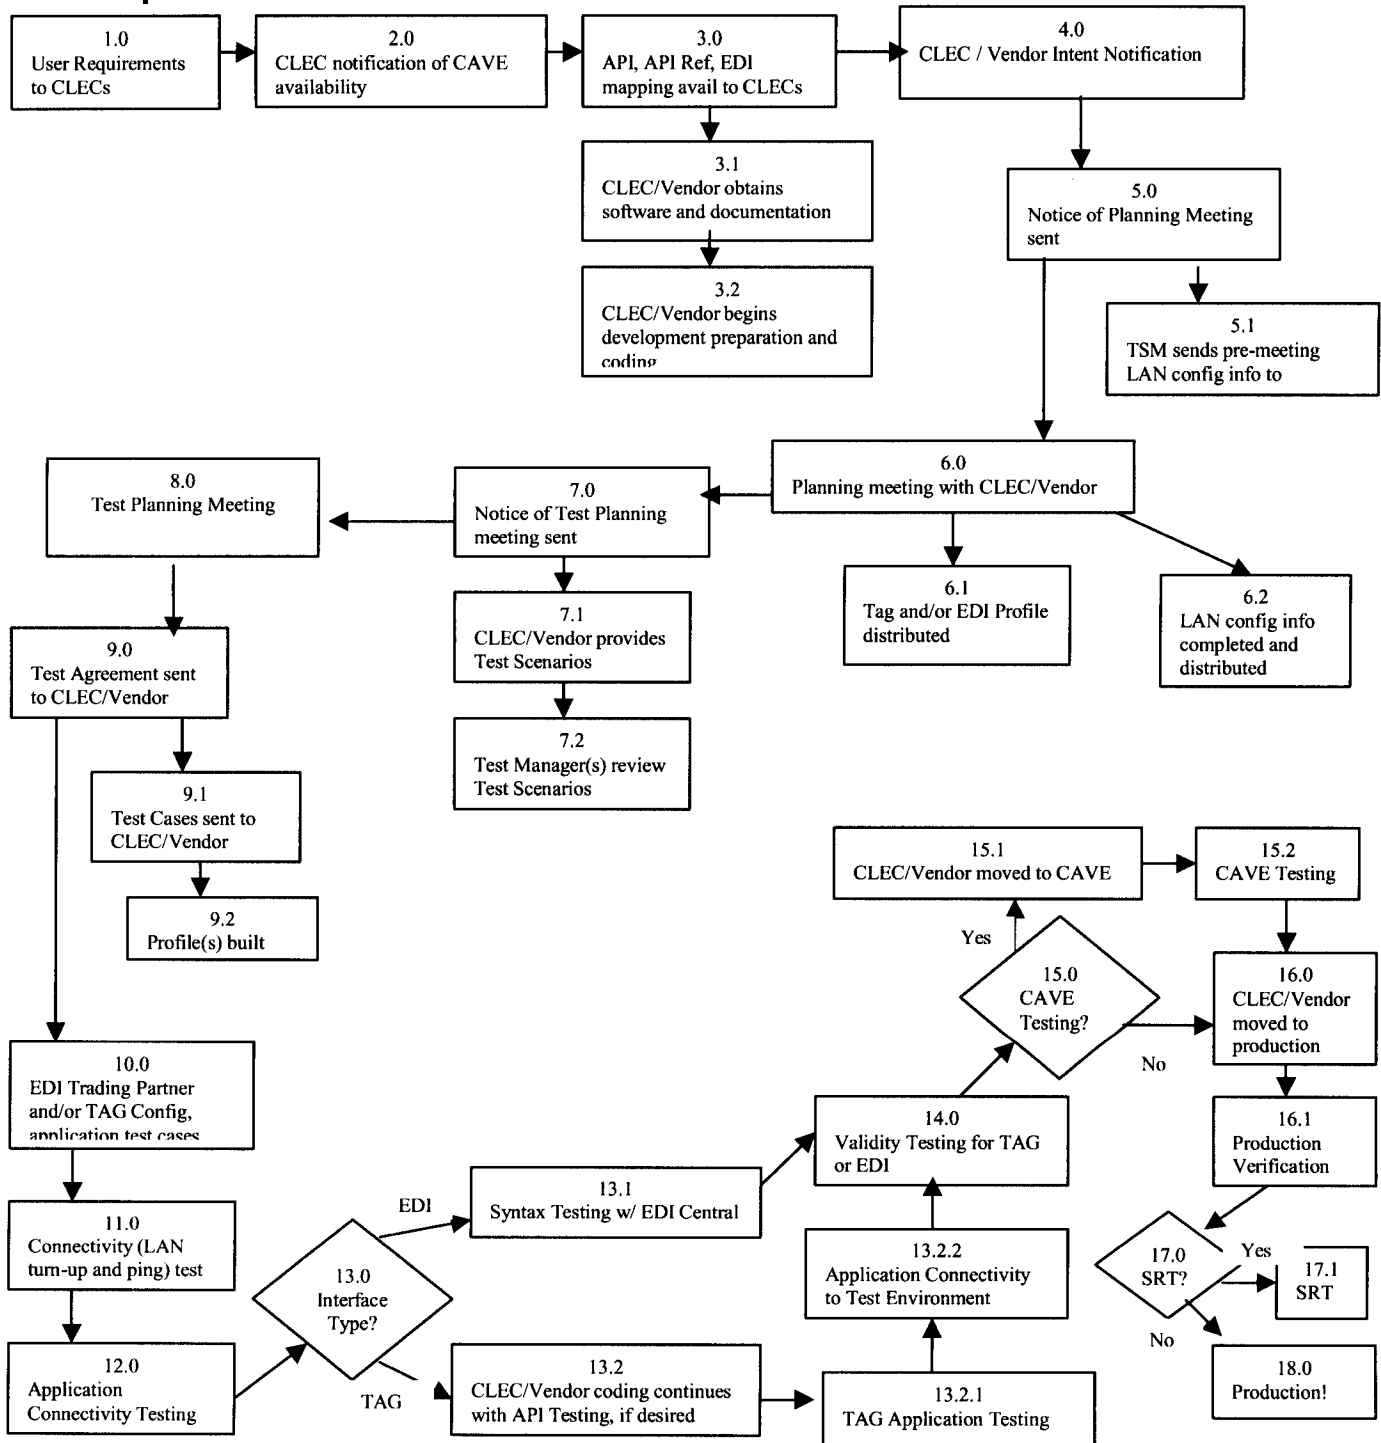 1.0
User Requirements
to CLECs
2.0
CLEC notification of CAVE
availability
3.0
API, API Ref, EDI
mapping avail to CLECs
4.0
CLEC / Vendor Intent Notification
3.1
CLEC/Vendor obtains
software and documentation
3.2
CLEC/Vendor begins
development preparation and
coding
5.0
Notice of Planning Meeting
sent
5.1
TSM sends pre-meeting
LAN config info to
6.0
Planning meeting with CLEC/Vendor
6.1
Tag and/or EDI Profile
distributed
6.2
LAN config info
completed and
distributed
7.0
Notice of Test Planning
meeting sent
7.1
CLEC/Vendor provides
Test Scenarios
7.2
Test Manager(s) review
Test Scenarios
8.0
Test Planning Meeting
9.0
Test Agreement sent
to CLEC/Vendor
9.1
Test Cases sent to
CLEC/Vendor
9.2
Profile(s) built
10.0
EDI Trading Partner
and/or TAG Config,
application test cases
11.0
Connectivity (LAN
turn-up and ping) test
12.0
Application
Connectivity Testing
13.0
Interface
Type?
EDI
TAG
13.1
Syntax Testing w/ EDI Central
13.2
CLEC/Vendor coding continues
with API Testing, if desired
13.2.1
TAG Application Testing
13.2.2
Application Connectivity
to Test Environment
14.0
Validity Testing for TAG
or EDI
15.0
CAVE
Testing?
Yes
No
15.1
CLEC/Vendor moved to CAVE
15.2
CAVE Testing
16.0
CLEC/Vendor
moved to
production
16.1
Production
Verification
17.0
SRT?
Yes
No
17.1
SRT
18.0
Production!